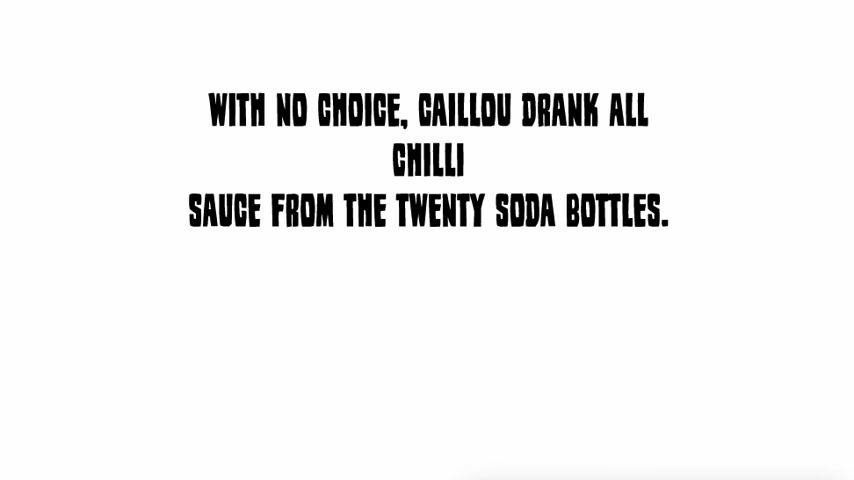 WITH NO CHOICE, CAILLOU DRANK ALL
CHILLI
SAUCE FROM THE TWENTY SODA BOTTLES.